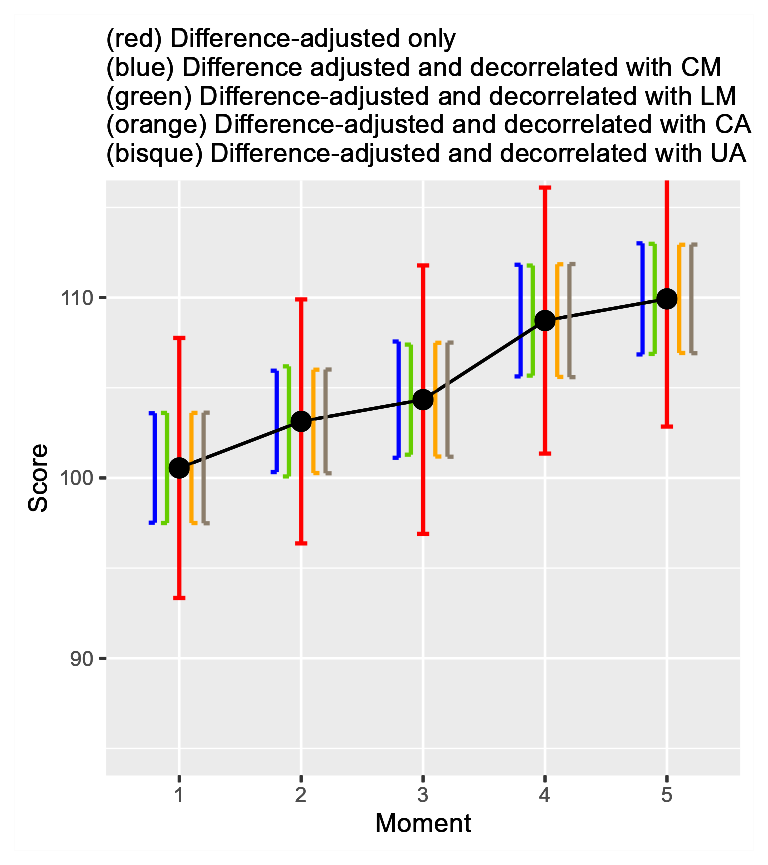 (red) Difference-adjusted only
(blue) Difference adjusted and decorrelated with CM
(green) Difference-adjusted and decorrelated with LM
(orange) Difference-adjusted and decorrelated with CA
(bisque) Difference-adjusted and decorrelated with UA
110
100
90
Score
1 2 3 4 5
Moment